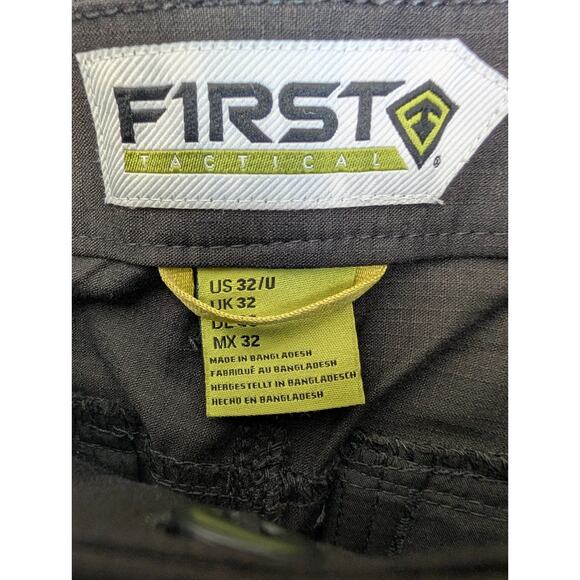 F1RST
TACTICAL
®
US 32/U
UK 32
DE
MX 32
MADE IN BANGLADESH
FABRIQUÉ AU BANGLADESH
HERGESTELLT IN BANGLADESCH
HECHO EN BANGLADESH